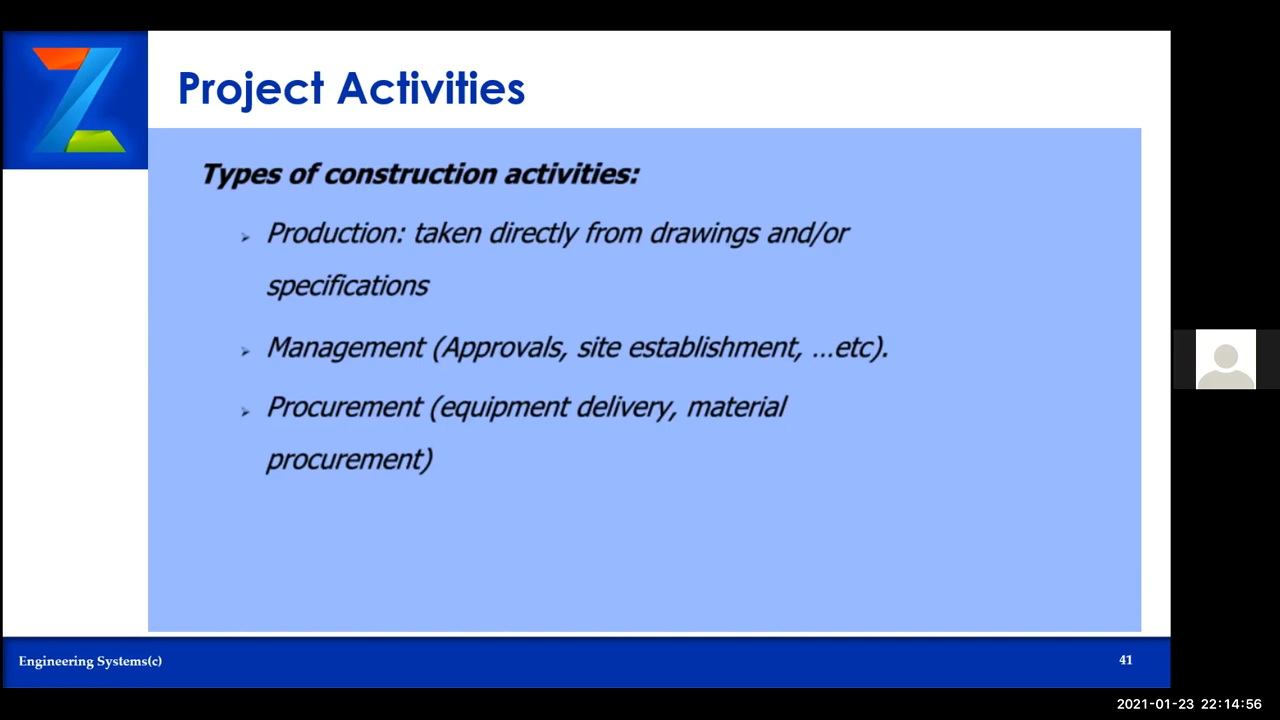 Project Activities
Types of construction activities:
Production: taken directly from drawings and/or
specifications
Management (Approvals, site establishment, ...etc).
Procurement (equipment delivery, material
procurement)
Engineering Systems(c)
41
2021-01-23 22:14:56